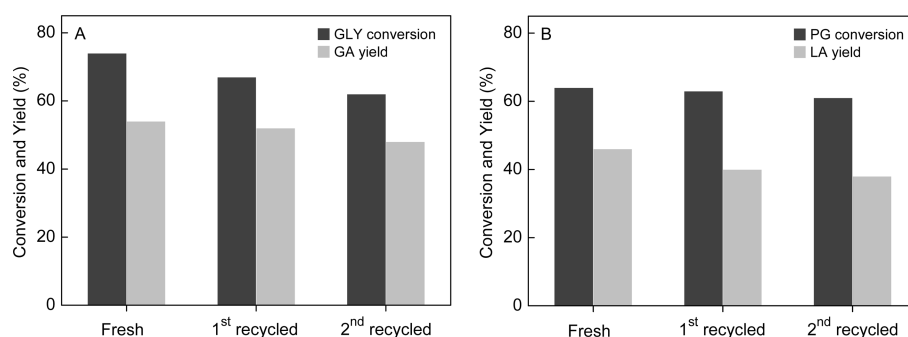 A
GLY conversion
GA yield
Conversion and Yield (%)
80
60
40
20
0
Fresh
1st recycled
2nd recycled
B
PG conversion
LA yield
Conversion and Yield (%)
80
60
40
20
0
Fresh
1st recycled
2nd recycled